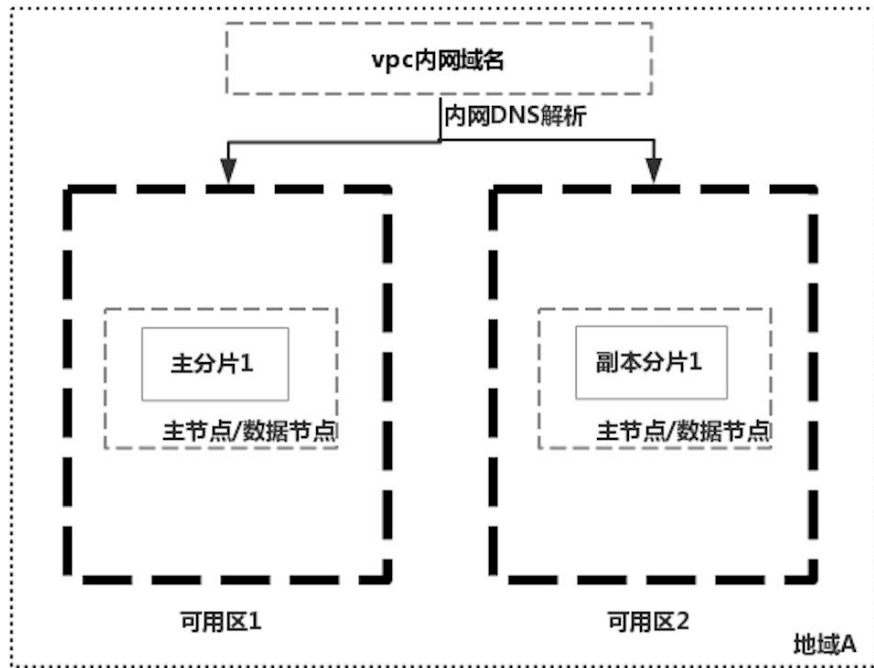 vpc内网域名
内网DNS解析
主分片1
主节点/数据节点
副本分片1
主节点/数据节点
可用区1
可用区2
地域A